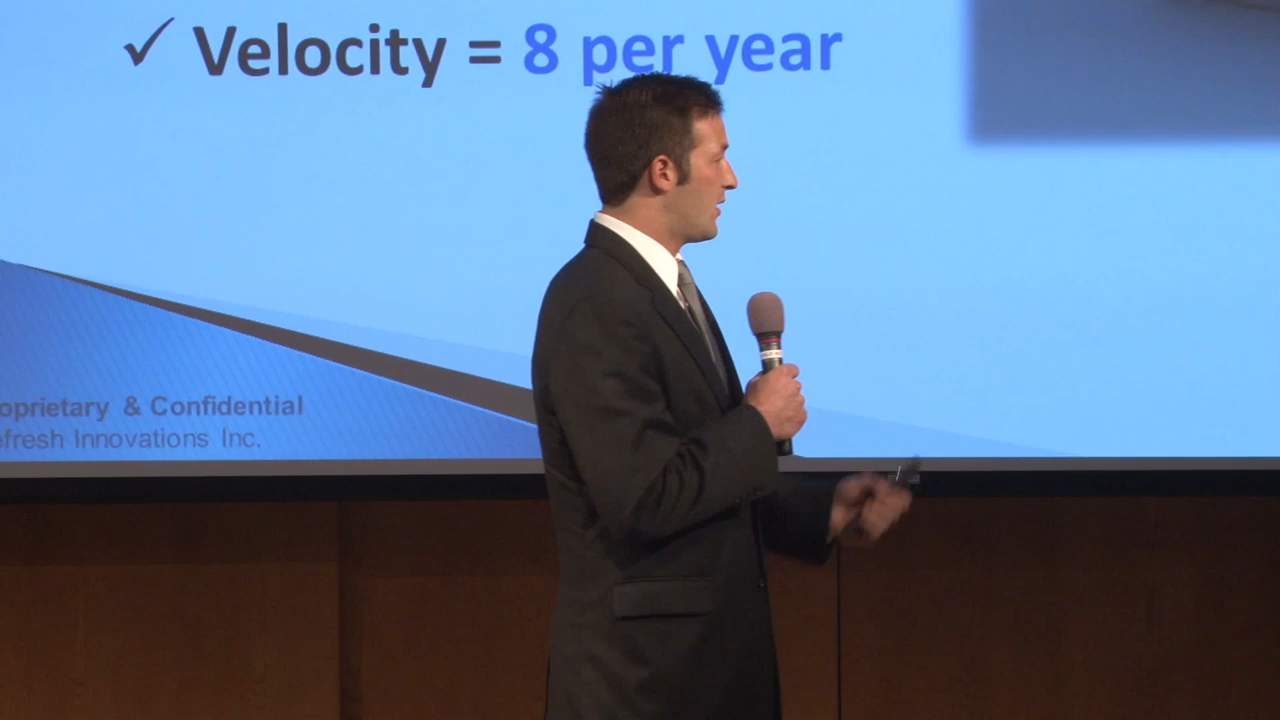 ✓ Velocity = 8 per year
oprietary & Confidential
efresh Innovations Inc.